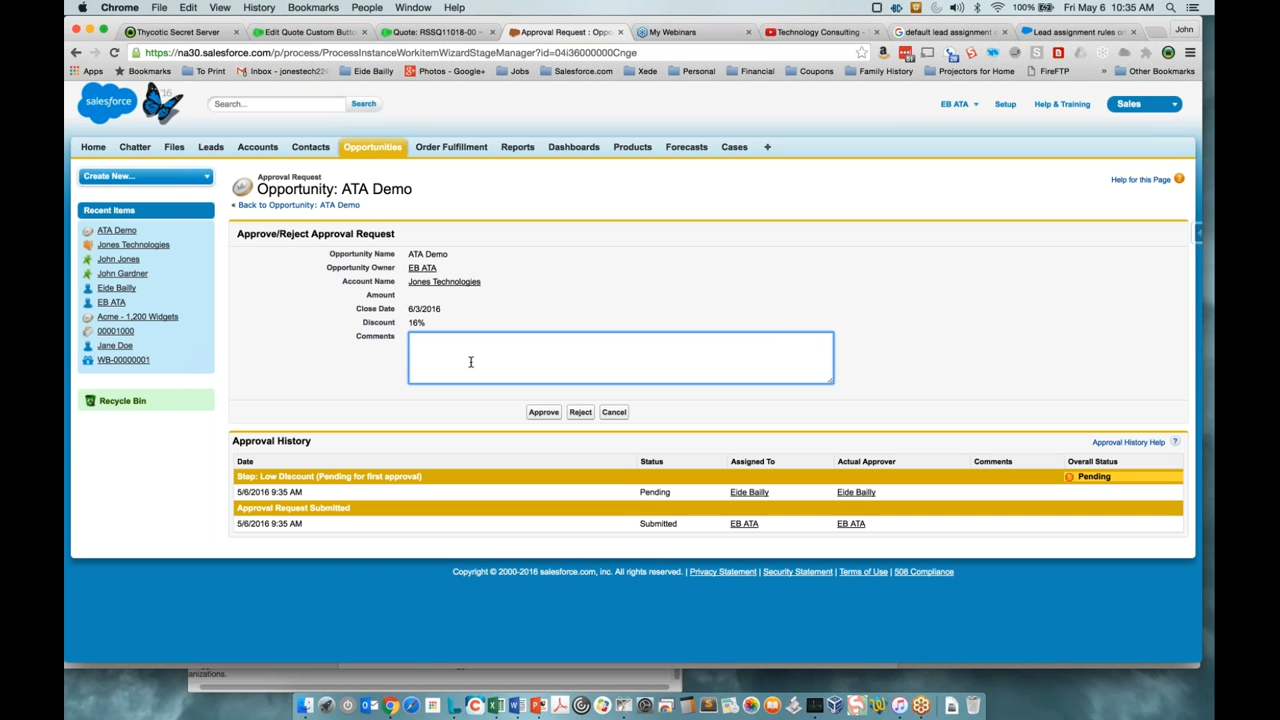 Chrome File Edit View History Bookmarks People Window Help 100% Fri May 6 10:35 AM
Thycotic Secret Server Edit Quote Custom Butto Quote: RSSQ11018-00 Approval Request : Oppo My Webinars Technology Consulting default lead assignment Lead assignment rules on John
https://na30.salesforce.com/p/process/ProcessInstanceWorkitemWizardStageManager?id=04i36000000Cnge
Apps Bookmarks To Print Inbox - jonestech22 Eide Bailly Photos - Google+ Jobs Salesforce.com Xede Personal Financial Coupons Family History Projectors for Home FireFTP » Other Bookmarks
salesforce
Search... Search
EB ATA Setup Help & Training Sales
Home Chatter Files Leads Accounts Contacts Opportunities Order Fulfillment Reports Dashboards Products Forecasts Cases +
Create New...
Recent Items
ATA Demo
Jones Technologies
John Jones
John Gardner
Eide Bailly
EB ATA
Acme - 1,200 Widgets
00001000
Jane Doe
WB-00000001
Recycle Bin
Approval Request
Opportunity: ATA Demo
Help for this Page ?
« Back to Opportunity: ATA Demo
Approve/Reject Approval Request
Opportunity Name ATA Demo
Opportunity Owner EB ATA
Account Name Jones Technologies
Amount
Close Date 6/3/2016
Discount 16%
Comments
Approve Reject Cancel
Approval History
Approval History Help ?
Date Status Assigned To Actual Approver Comments Overall Status
Step: Low Discount (Pending for first approval) Pending
5/6/2016 9:35 AM Pending Eide Bailly Eide Bailly
Approval Request Submitted
5/6/2016 9:35 AM Submitted EB ATA EB ATA
Copyright © 2000-2016 salesforce.com, inc. All rights reserved. | Privacy Statement | Security Statement | Terms of Use | 508 Compliance
anizations.